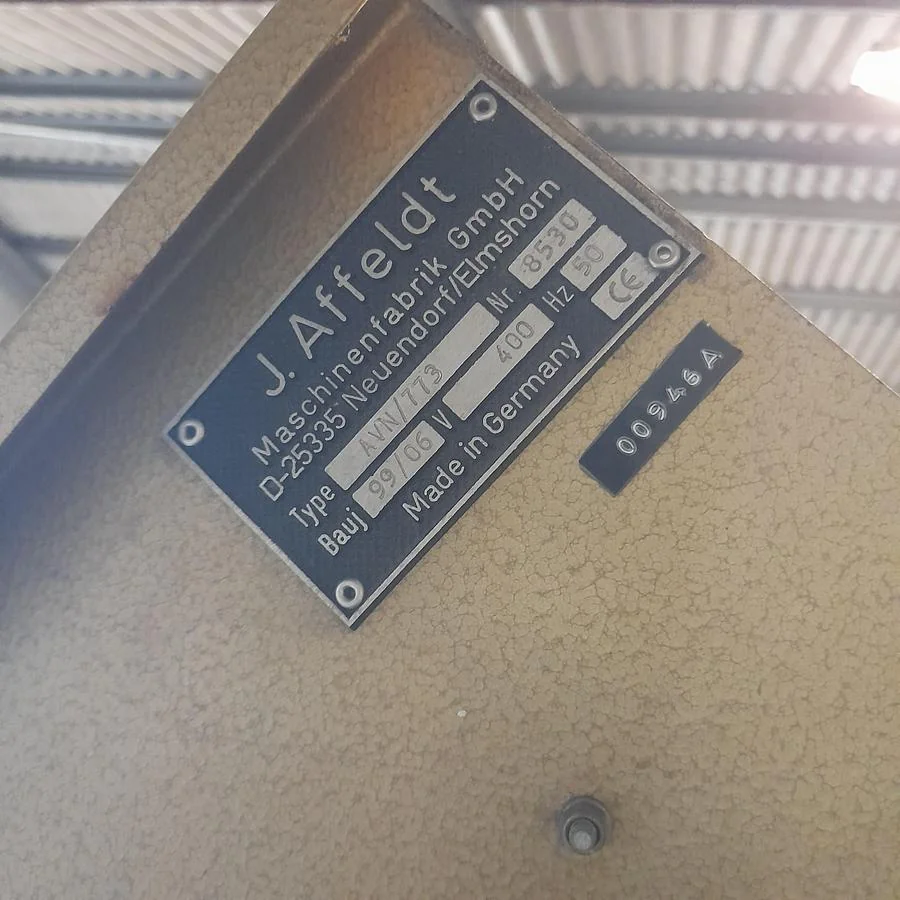 J. Affeldt
Maschinenfabrik GmbH
D-25335 Neuendorf/Elmshorn
Type AVN/773 Nr. 8530
Bauj 99/06 V 400 Hz 50
Made in Germany CE
00946A